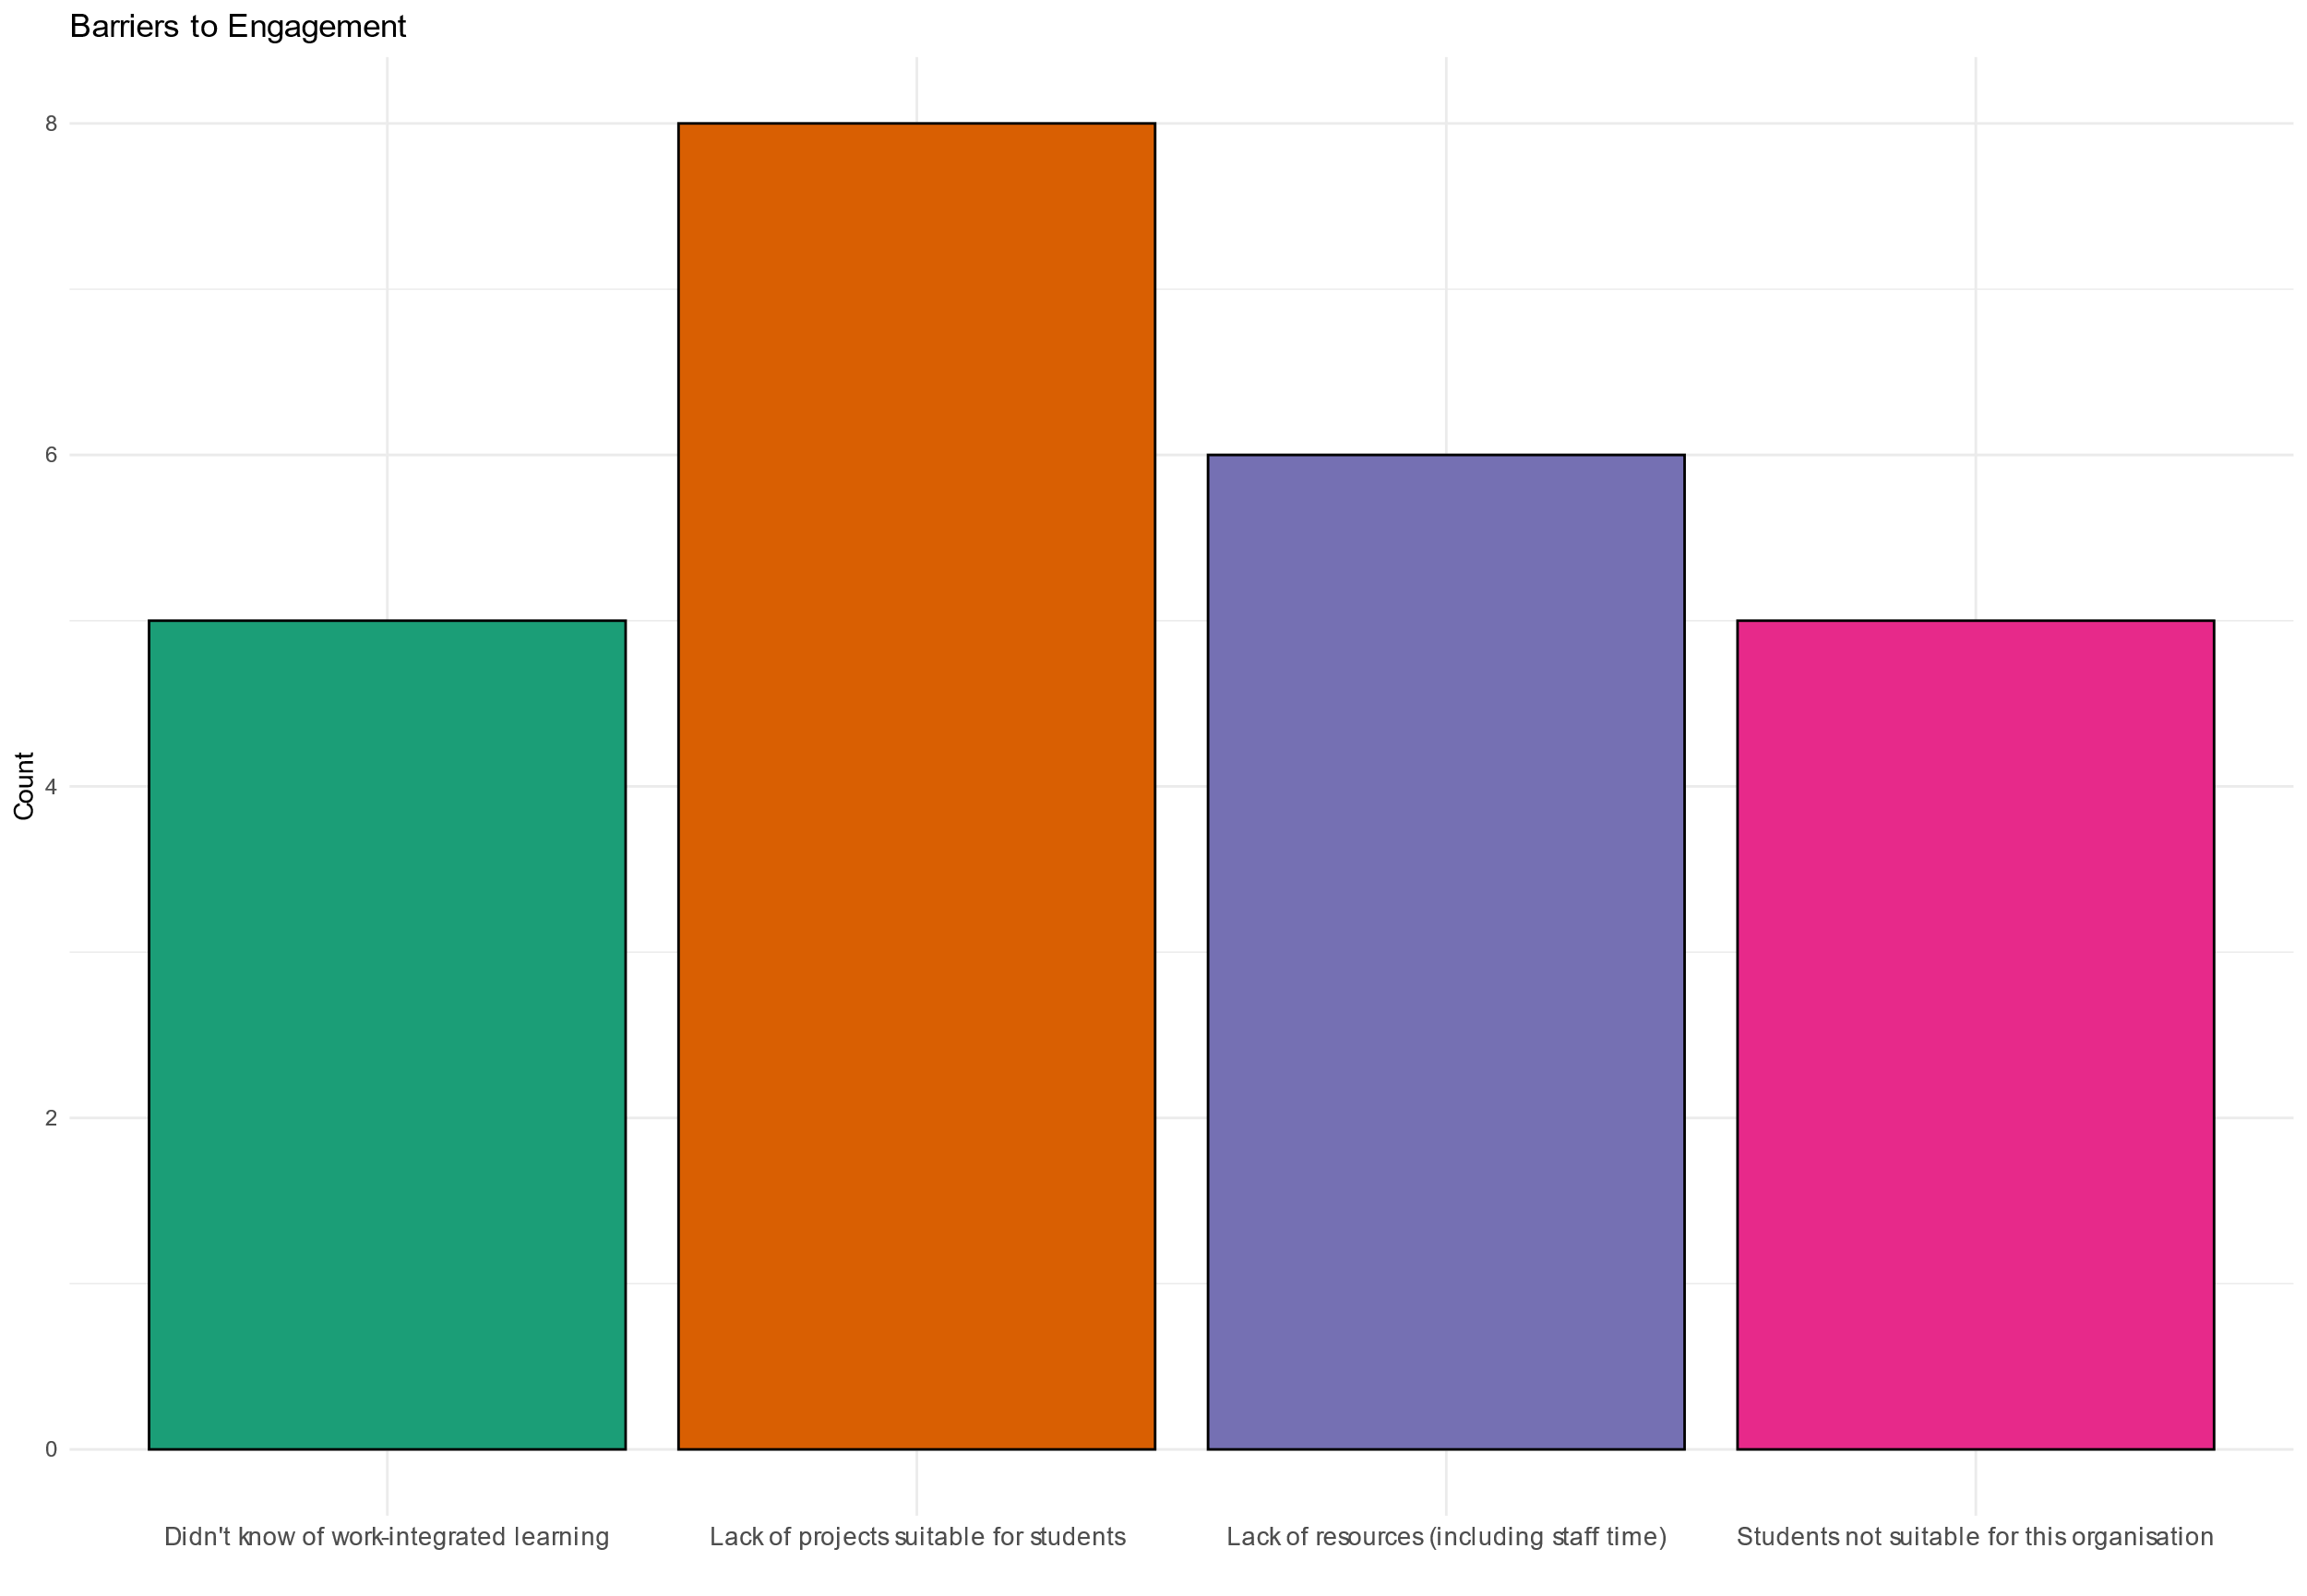 Barriers to Engagement
8
6
4
2
0
Count
Didn't know of work-integrated learning
Lack of projects suitable for students
Lack of resources (including staff time)
Students not suitable for this organisation